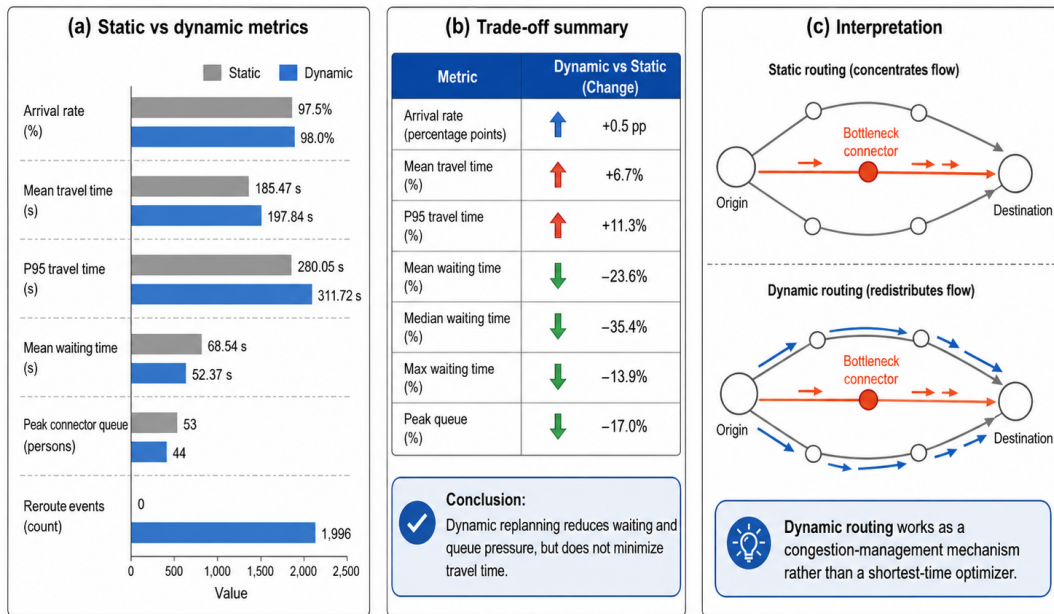 (a) Static vs dynamic metrics
Static
Dynamic
Arrival rate
(%)
97.5%
98.0%
Mean travel time
(s)
185.47 s
197.84 s
P95 travel time
(s)
280.05 s
311.72 s
Mean waiting time
(s)
68.54 s
52.37 s
Peak connector queue
(persons)
53
44
Reroute events
(count)
0
1,996
0 500 1,000 1,500 2,000 2,500
Value
(b) Trade-off summary
Metric
Dynamic vs Static
(Change)
Arrival rate
(percentage points)
+0.5 pp
Mean travel time
(%)
+6.7%
P95 travel time
(%)
+11.3%
Mean waiting time
(%)
−23.6%
Median waiting time
(%)
−35.4%
Max waiting time
(%)
−13.9%
Peak queue
(%)
−17.0%
Conclusion:
Dynamic replanning reduces waiting and
queue pressure, but does not minimize
travel time.
(c) Interpretation
Static routing (concentrates flow)
Bottleneck
connector
Origin
Destination
Dynamic routing (redistributes flow)
Bottleneck
connector
Origin
Destination
Dynamic routing works as a
congestion-management mechanism
rather than a shortest-time optimizer.